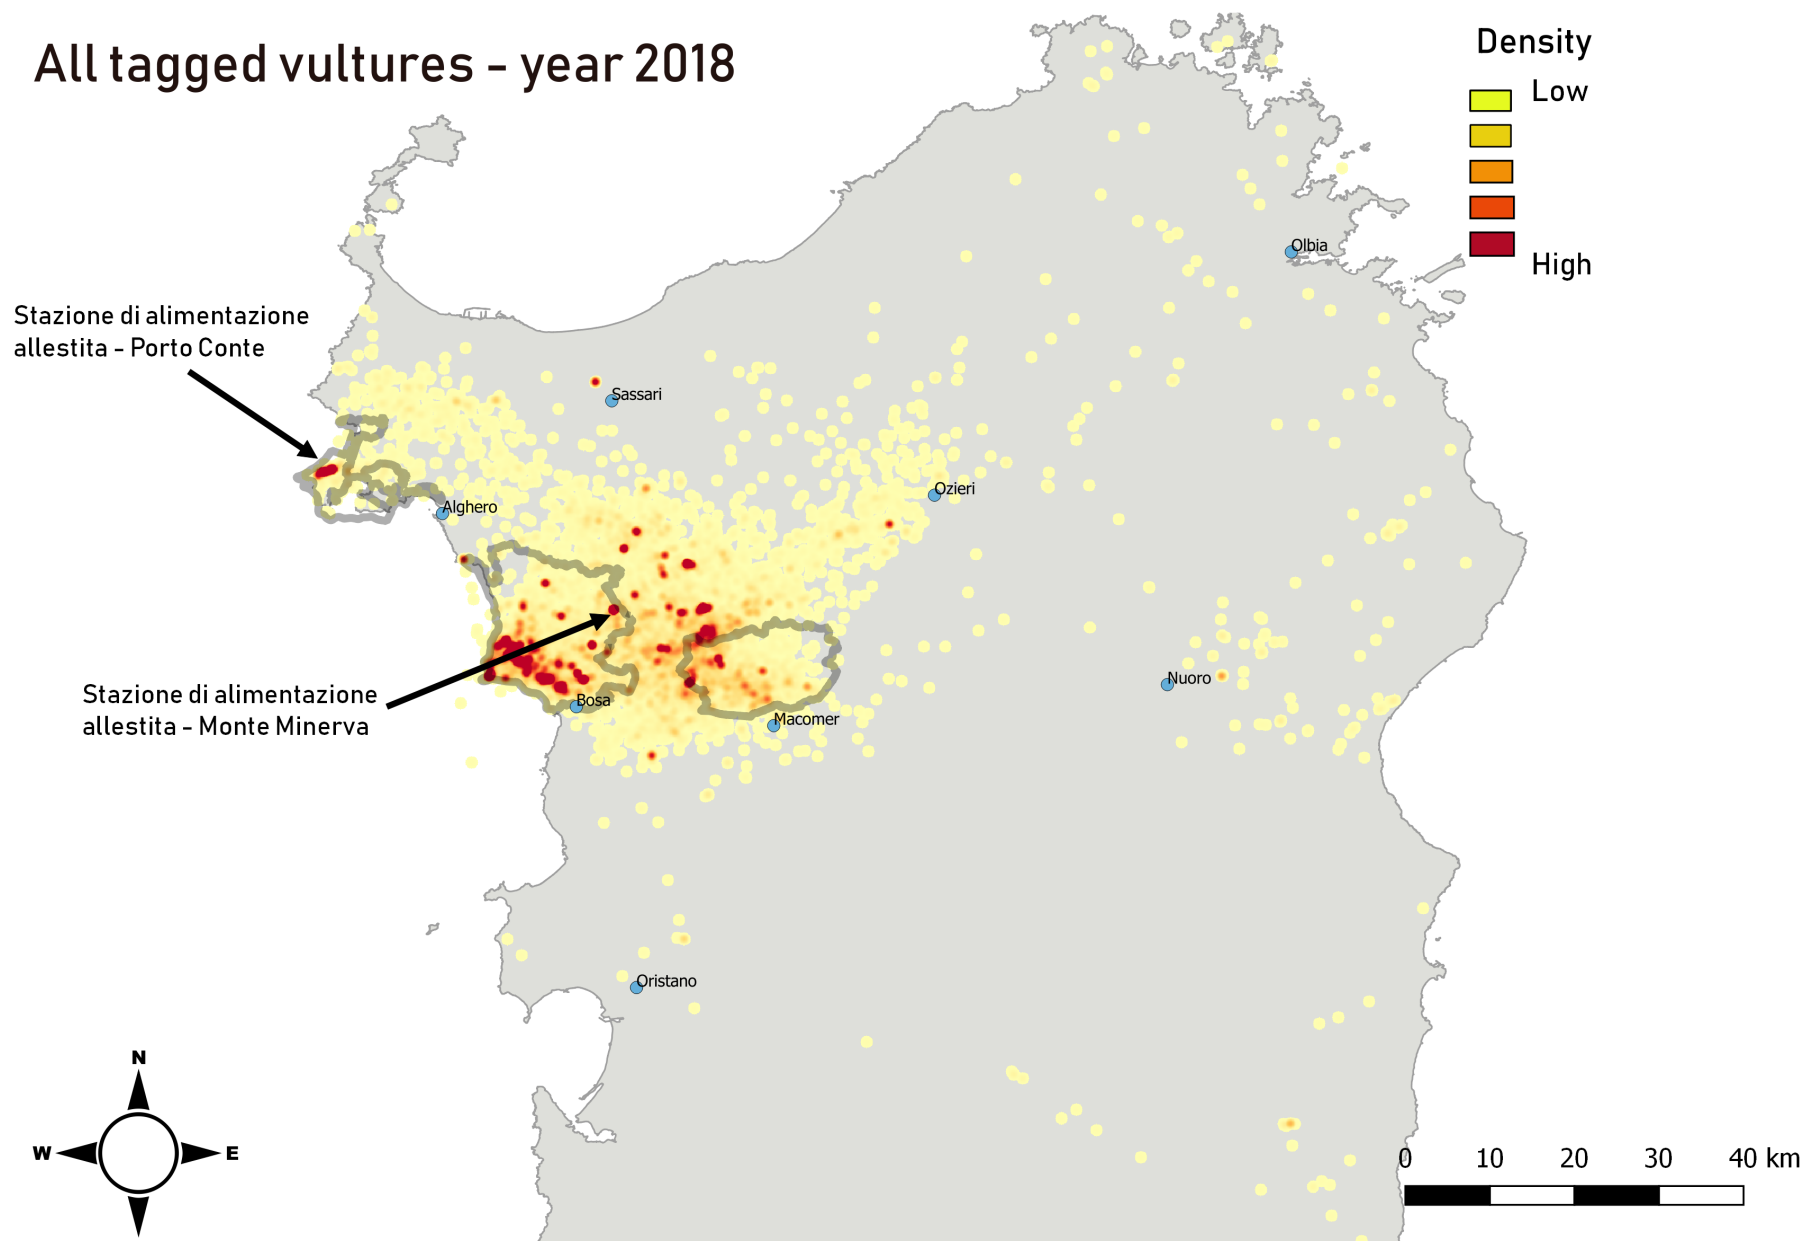 All tagged vultures - year 2018
Density
Low
High
Olbia
Stazione di alimentazione
allestita - Porto Conte
Sassari
Ozieri
Alghero
Stazione di alimentazione
allestita - Monte Minerva
Bosa
Macomer
Nuoro
Oristano
N
W
E
0 10 20 30 40 km